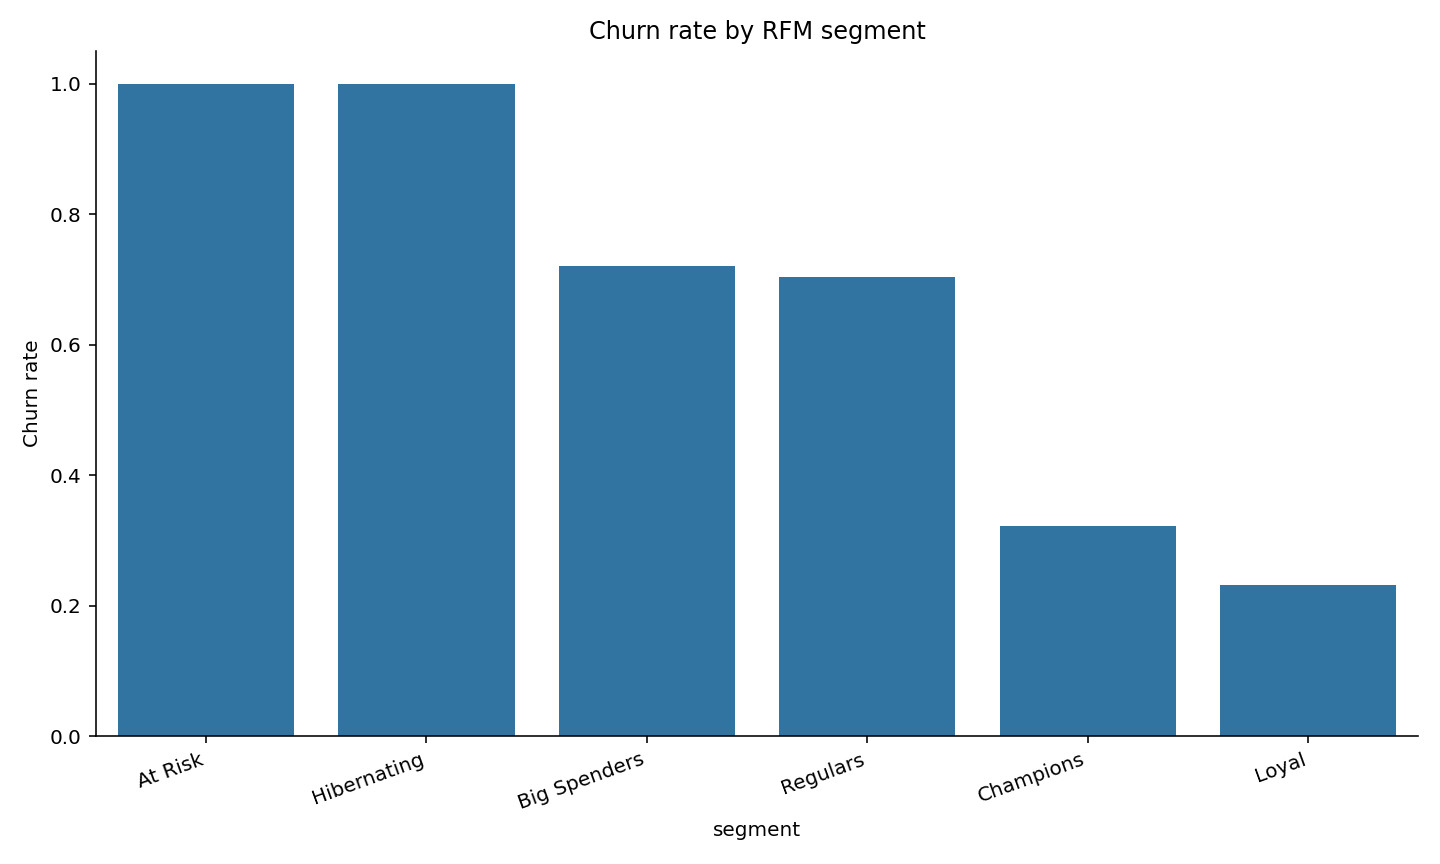 Churn rate by RFM segment
Churn rate
1.0
0.8
0.6
0.4
0.2
0.0
At Risk
Hibernating
Big Spenders
Regulars
Champions
Loyal
segment